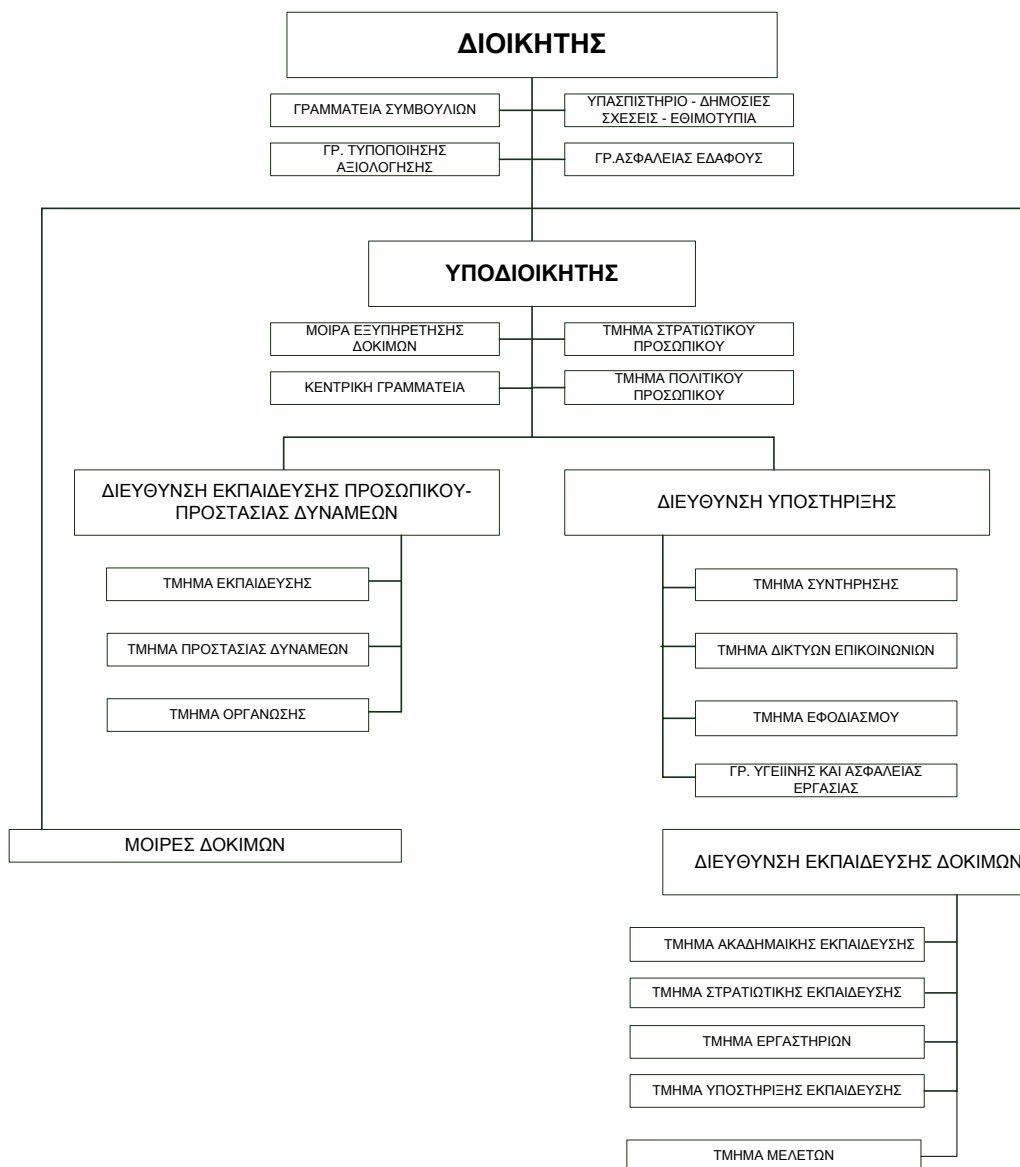 ΔΙΟΙΚΗΤΗΣ
ΓΡΑΜΜΑΤΕΙΑ ΣΥΜΒΟΥΛΙΩΝ
ΥΠΑΣΠΙΣΤΗΡΙΟ - ΔΗΜΟΣΙΕΣ
ΣΧΕΣΕΙΣ - ΕΘΙΜΟΤΥΠΙΑ
ΓΡ. ΤΥΠΟΠΟΙΗΣΗΣ
ΑΞΙΟΛΟΓΗΣΗΣ
ΓΡ.ΑΣΦΑΛΕΙΑΣ ΕΔΑΦΟΥΣ
ΥΠΟΔΙΟΙΚΗΤΗΣ
ΜΟΙΡΑ ΕΞΥΠΗΡΕΤΗΣΗΣ
ΔΟΚΙΜΩΝ
ΤΜΗΜΑ ΣΤΡΑΤΙΩΤΙΚΟΥ
ΠΡΟΣΩΠΙΚΟΥ
ΚΕΝΤΡΙΚΗ ΓΡΑΜΜΑΤΕΙΑ
ΤΜΗΜΑ ΠΟΛΙΤΙΚΟΥ
ΠΡΟΣΩΠΙΚΟΥ
ΔΙΕΥΘΥΝΣΗ ΕΚΠΑΙΔΕΥΣΗΣ ΠΡΟΣΩΠΙΚΟΥ-
ΠΡΟΣΤΑΣΙΑΣ ΔΥΝΑΜΕΩΝ
ΤΜΗΜΑ ΕΚΠΑΙΔΕΥΣΗΣ
ΤΜΗΜΑ ΠΡΟΣΤΑΣΙΑΣ ΔΥΝΑΜΕΩΝ
ΤΜΗΜΑ ΟΡΓΑΝΩΣΗΣ
ΔΙΕΥΘΥΝΣΗ ΥΠΟΣΤΗΡΙΞΗΣ
ΤΜΗΜΑ ΣΥΝΤΗΡΗΣΗΣ
ΤΜΗΜΑ ΔΙΚΤΥΩΝ ΕΠΙΚΟΙΝΩΝΙΩΝ
ΤΜΗΜΑ ΕΦΟΔΙΑΣΜΟΥ
ΓΡ. ΥΓΕΙΙΝΗΣ ΚΑΙ ΑΣΦΑΛΕΙΑΣ
ΕΡΓΑΣΙΑΣ
ΜΟΙΡΕΣ ΔΟΚΙΜΩΝ
ΔΙΕΥΘΥΝΣΗ ΕΚΠΑΙΔΕΥΣΗΣ ΔΟΚΙΜΩΝ
ΤΜΗΜΑ ΑΚΑΔΗΜΑΙΚΗΣ ΕΚΠΑΙΔΕΥΣΗΣ
ΤΜΗΜΑ ΣΤΡΑΤΙΩΤΙΚΗΣ ΕΚΠΑΙΔΕΥΣΗΣ
ΤΜΗΜΑ ΕΡΓΑΣΤΗΡΙΩΝ
ΤΜΗΜΑ ΥΠΟΣΤΗΡΙΞΗΣ ΕΚΠΑΙΔΕΥΣΗΣ
ΤΜΗΜΑ ΜΕΛΕΤΩΝ